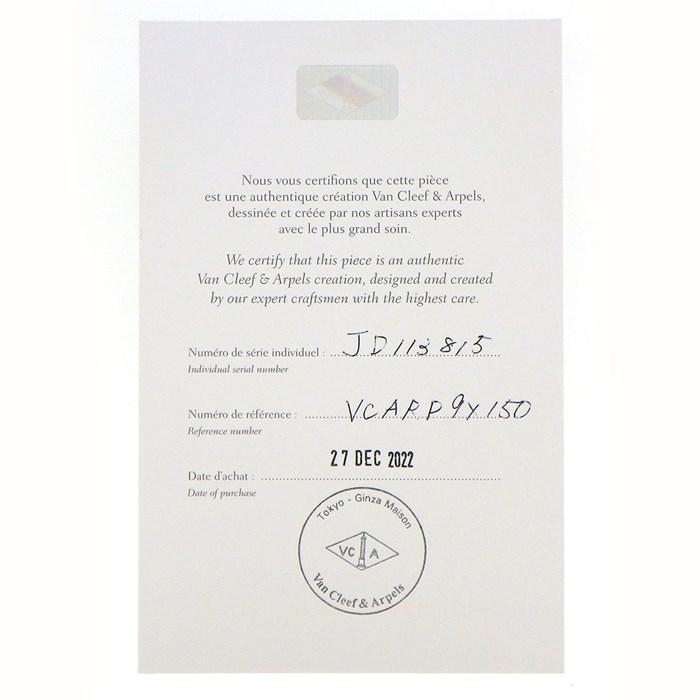 Nous vous certifions que cette pièce
est une authentique création Van Cleef & Arpels,
dessinée et créée par nos artisans experts
avec le plus grand soin.
We certify that this piece is an authentic
Van Cleef & Arpels creation, designed and created
by our expert craftsmen with the highest care.
Numéro de série individuel : JD113815
Individual serial number
Numéro de référence : VCARP9Y150
Reference number
27 DEC 2022
Date d'achat :
Date of purchase
Tokyo - Ginza Maison
VC A
Van Cleef & Arpels